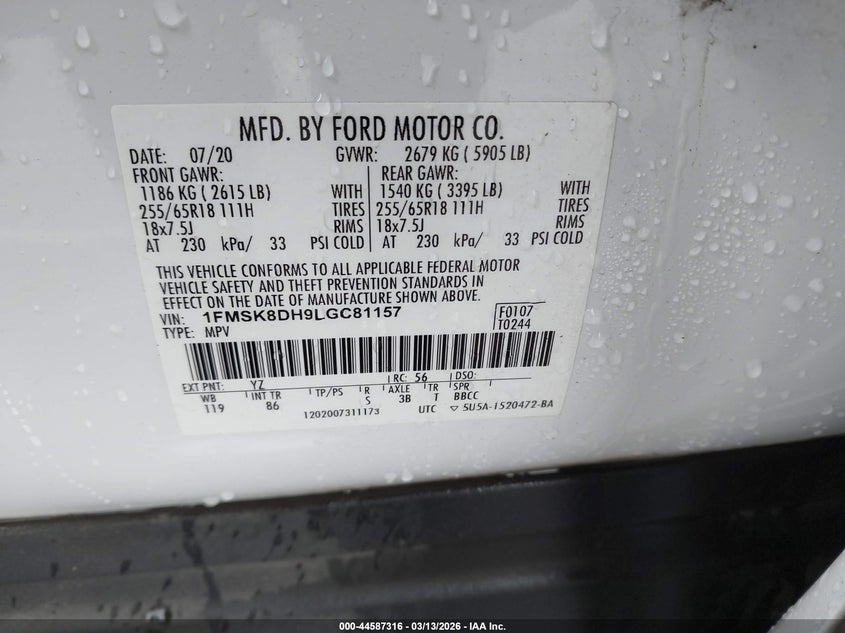 MFD. BY FORD MOTOR CO.
DATE: 07/20 GVWR: 2679 KG ( 5905 LB)
FRONT GAWR: REAR GAWR:
1186 KG ( 2615 LB) WITH 1540 KG ( 3395 LB) WITH
255/65R18 111H TIRES 255/65R18 111H TIRES
18x7.5J RIMS 18x7.5J RIMS
AT 230 kPa/ 33 PSI COLD AT 230 kPa/ 33 PSI COLD
THIS VEHICLE CONFORMS TO ALL APPLICABLE FEDERAL MOTOR
VEHICLE SAFETY AND THEFT PREVENTION STANDARDS IN
EFFECT ON THE DATE OF MANUFACTURE SHOWN ABOVE.
VIN: 1FMSK8DH9LGC81157 F0107
TYPE: MPV T0244
EXT PNT: YZ RC: 56 DSO:
WB INT TR TP/PS R AXLE TR SPR
119 86 S 3B T BBCC
1202007311173 UTC ▽ 5U5A-1520472-BA
000-44587316 | 03/13/2026 - IAA Inc.